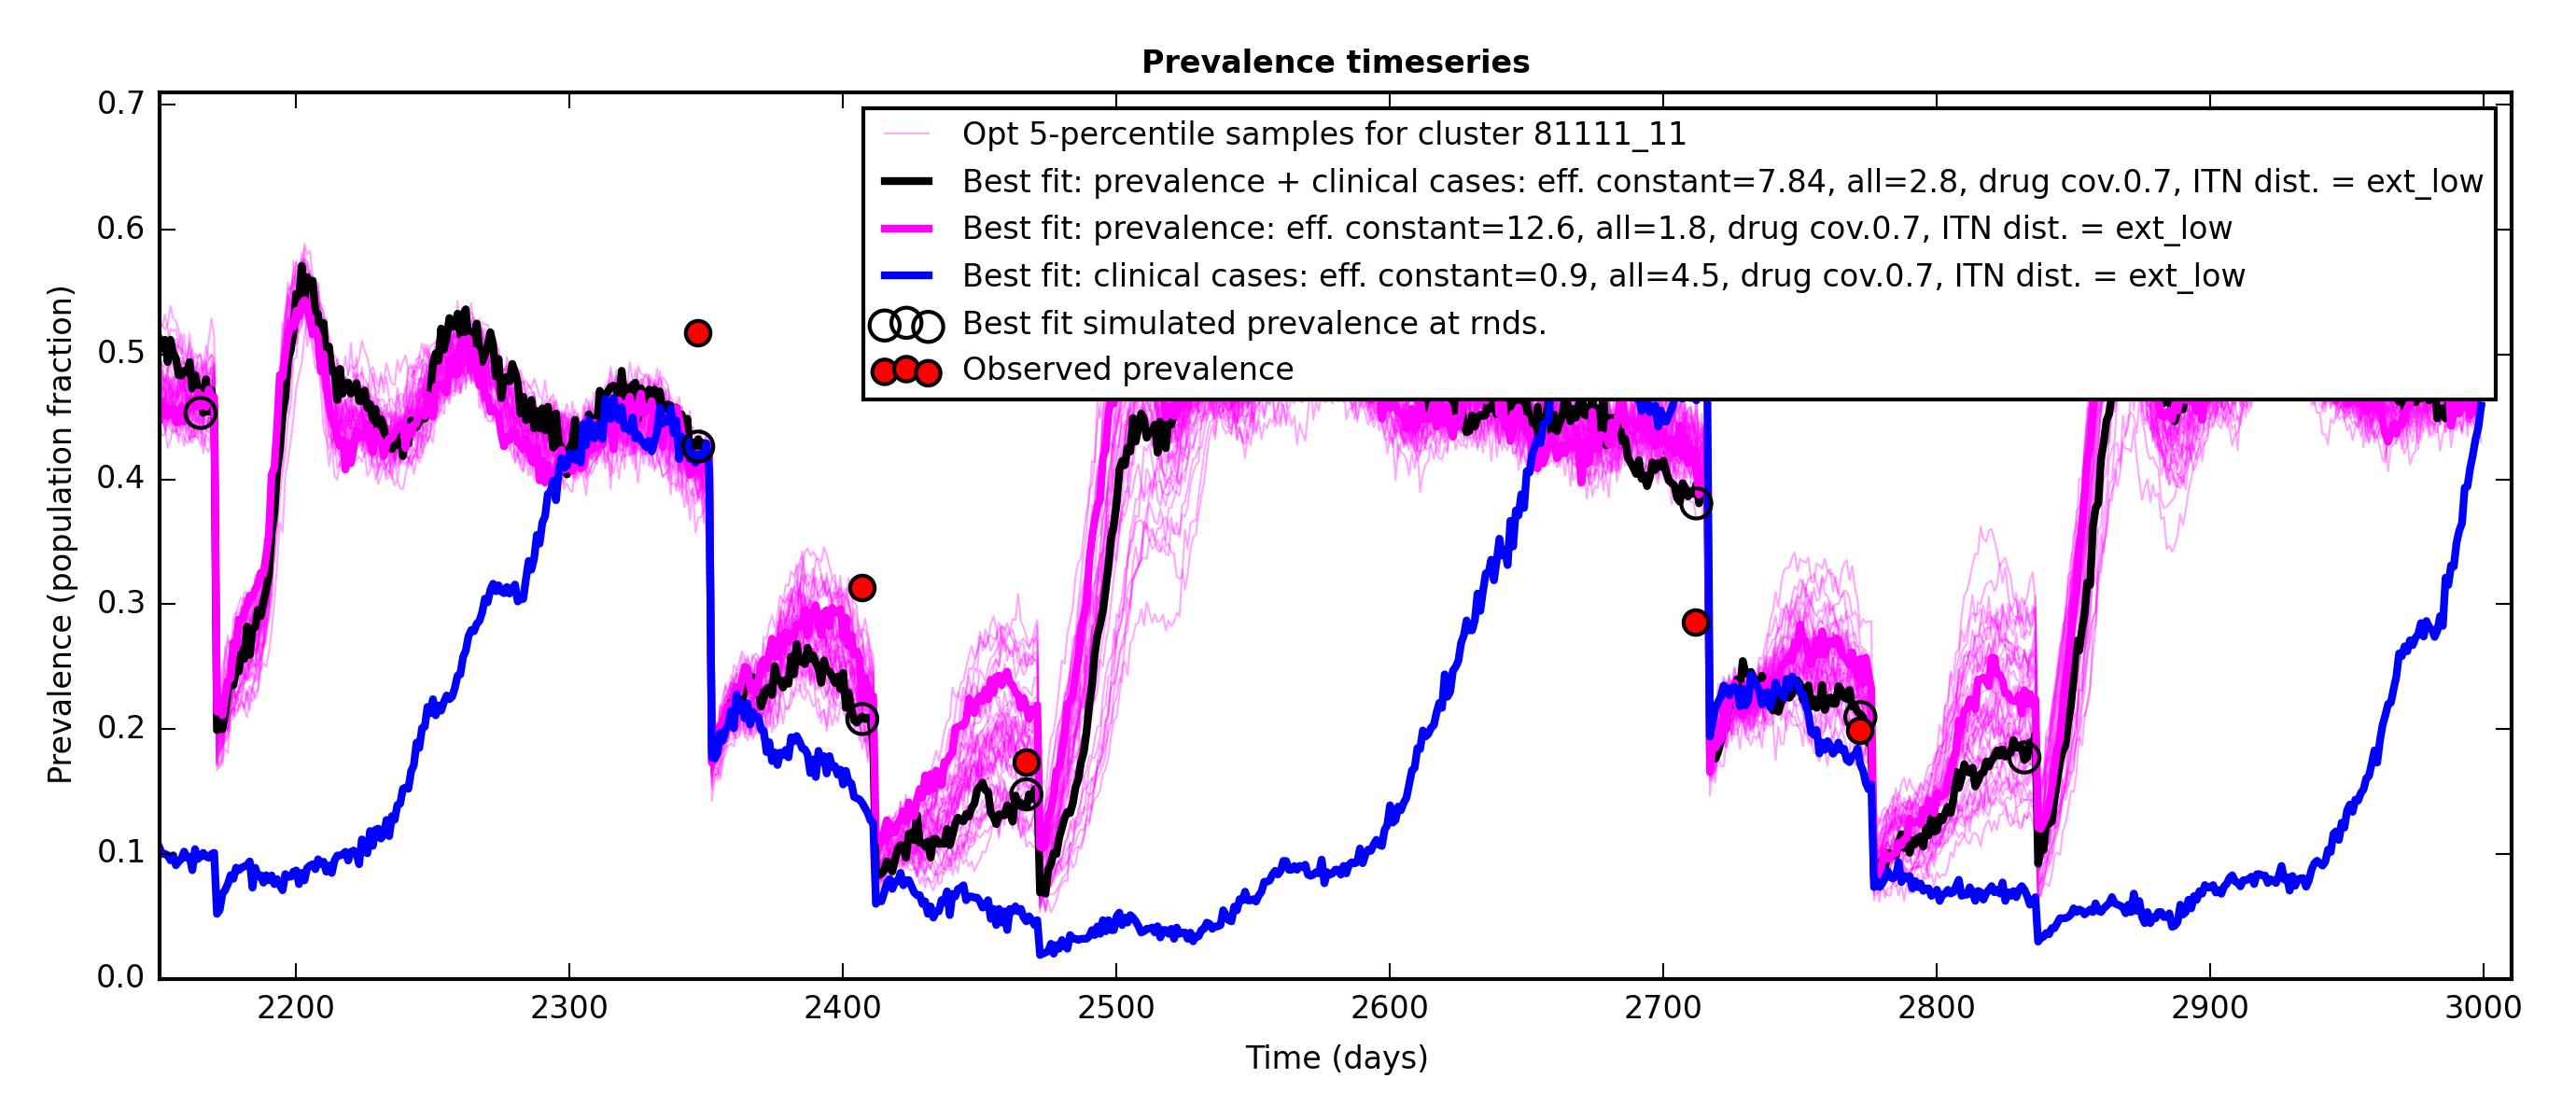 Prevalence timeseries
Opt 5-percentile samples for cluster 81111_11
Best fit: prevalence + clinical cases: eff. constant=7.84, all=2.8, drug cov.0.7, ITN dist. = ext_low
Best fit: prevalence: eff. constant=12.6, all=1.8, drug cov.0.7, ITN dist. = ext_low
Best fit: clinical cases: eff. constant=0.9, all=4.5, drug cov.0.7, ITN dist. = ext_low
Best fit simulated prevalence at rnds.
Observed prevalence
Prevalence (population fraction)
0.7
0.6
0.5
0.4
0.3
0.2
0.1
0.0
2200 2300 2400 2500 2600 2700 2800 2900 3000
Time (days)